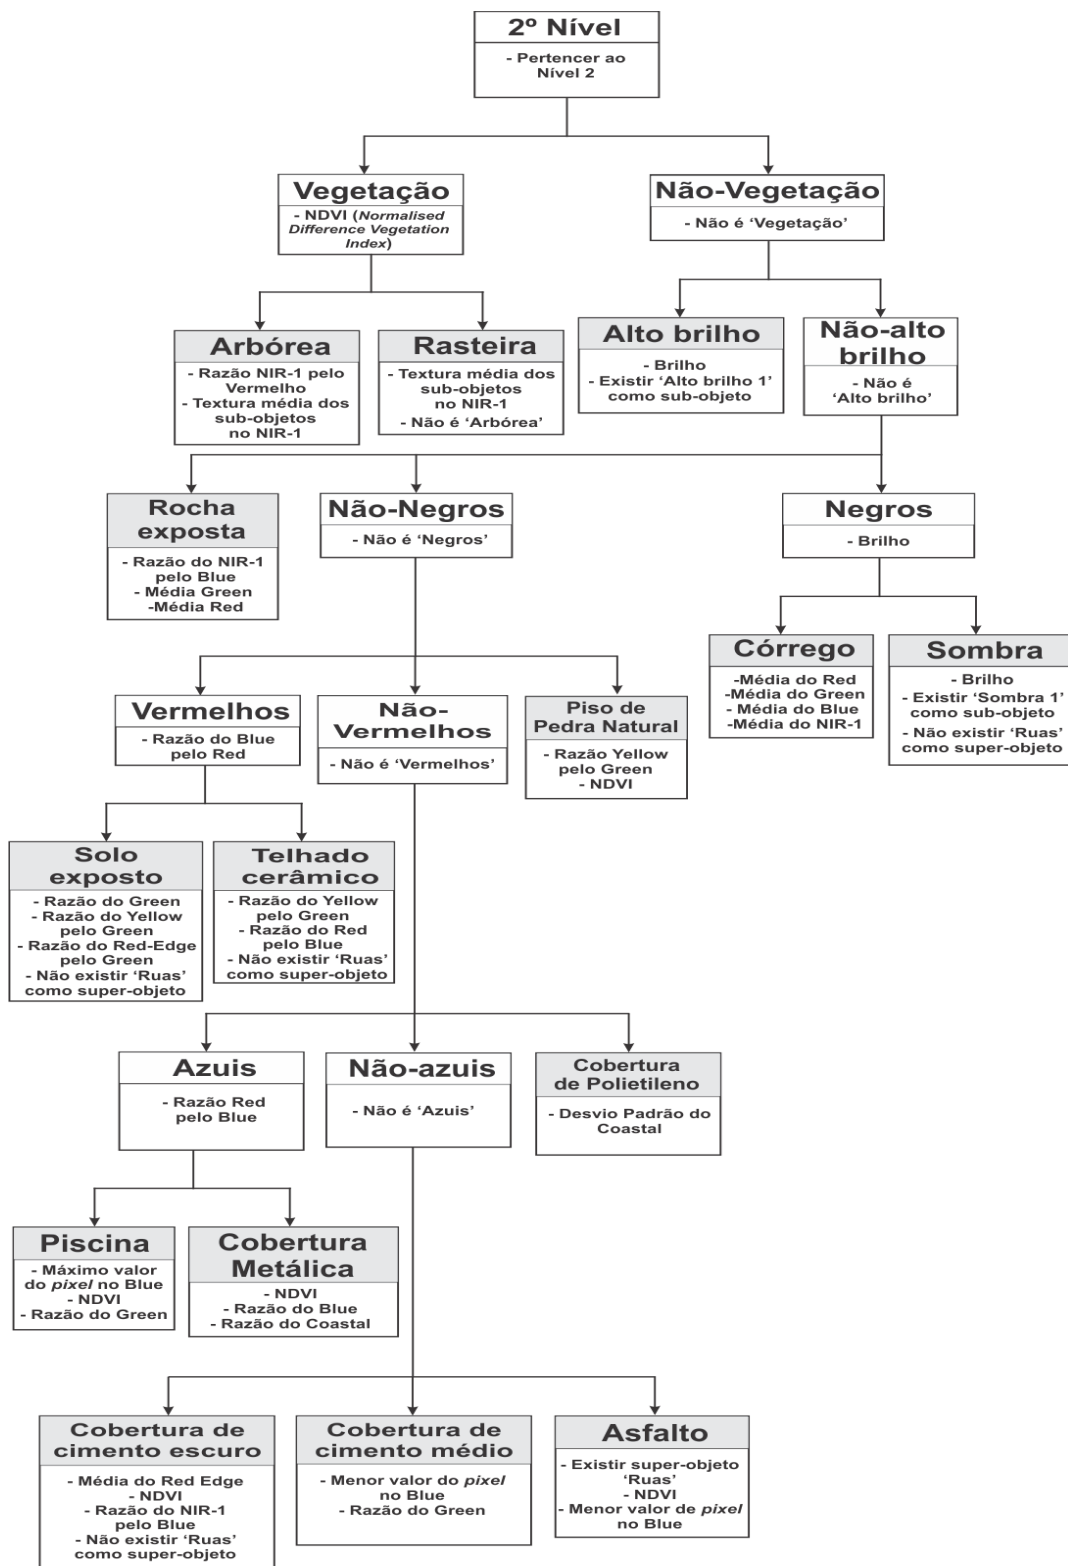 2º Nível
- Pertencer ao
Nível 2
Vegetação
- NDVI (Normalised
Difference Vegetation
Index)
Não-Vegetação
- Não é ‘Vegetação’
Arbórea
- Razão NIR-1 pelo
Vermelho
- Textura média dos
sub-objetos
no NIR-1
Rasteira
- Textura média dos
sub-objetos
no NIR-1
- Não é ‘Arbórea’
Alto brilho
- Brilho
- Existir ‘Alto brilho 1’
como sub-objeto
Não-alto
brilho
- Não é
‘Alto brilho’
Rocha
exposta
- Razão do NIR-1
pelo Blue
- Média Green
-Média Red
Não-Negros
- Não é ‘Negros’
Negros
- Brilho
Córrego
-Média do Red
-Média do Green
- Média do Blue
-Média do NIR-1
Sombra
- Brilho
- Existir ‘Sombra 1’
como sub-objeto
- Não existir ‘Ruas’
como super-objeto
Vermelhos
- Razão do Blue
pelo Red
Não-
Vermelhos
- Não é ‘Vermelhos’
Piso de
Pedra Natural
- Razão Yellow
pelo Green
- NDVI
Solo
exposto
- Razão do Green
- Razão do Yellow
pelo Green
- Razão do Red-Edge
pelo Green
- Não existir ‘Ruas’
como super-objeto
Telhado
cerâmico
- Razão do Yellow
pelo Green
- Razão do Red
pelo Blue
- Não existir ‘Ruas’
como super-objeto
Azuis
- Razão Red
pelo Blue
Não-azuis
- Não é ‘Azuis’
Cobertura
de Polietileno
- Desvio Padrão do
Coastal
Piscina
- Máximo valor
do pixel no Blue
- NDVI
- Razão do Green
Cobertura
Metálica
- NDVI
- Razão do Blue
- Razão do Coastal
Cobertura de
cimento escuro
- Média do Red Edge
- NDVI
- Razão do NIR-1
pelo Blue
- Não existir ‘Ruas’
como super-objeto
Cobertura de
cimento médio
- Menor valor do pixel
no Blue
- Razão do Green
Asfalto
- Existir super-objeto
‘Ruas’
- NDVI
- Menor valor de pixel
no Blue